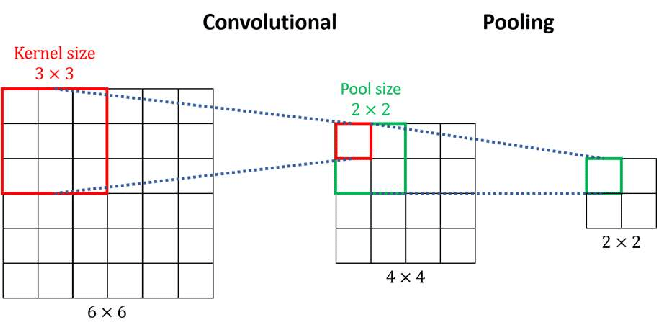 Convolutional
Pooling
Kernel size
3 × 3
Pool size
2 × 2
6 × 6
4 × 4
2 × 2